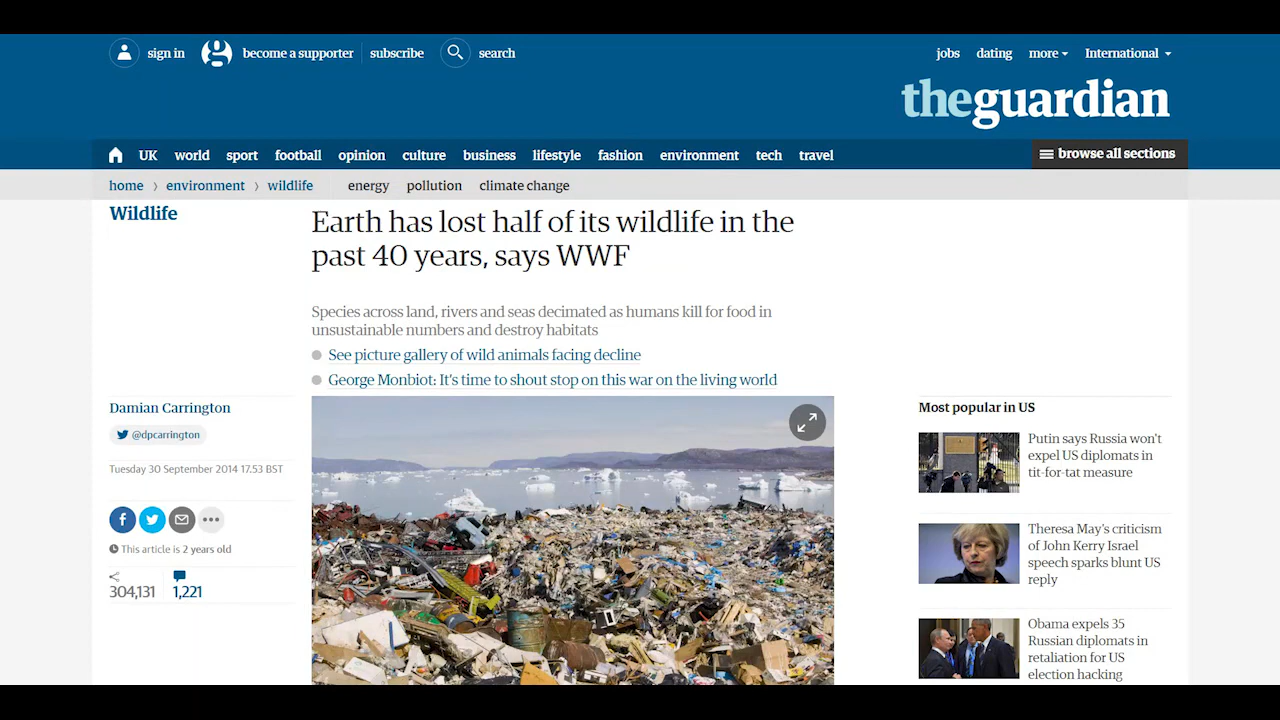 sign in
become a supporter
subscribe
search
jobs
dating
more
International
theguardian
UK
world
sport
football
opinion
culture
business
lifestyle
fashion
environment
tech
travel
browse all sections
home
environment
wildlife
energy
pollution
climate change
Wildlife
Earth has lost half of its wildlife in the
past 40 years, says WWF
Species across land, rivers and seas decimated as humans kill for food in
unsustainable numbers and destroy habitats
See picture gallery of wild animals facing decline
George Monbiot: It's time to shout stop on this war on the living world
Damian Carrington
@dpcarrington
Tuesday 30 September 2014 17.53 BST
This article is 2 years old
304,131
1,221
Most popular in US
Putin says Russia won't
expel US diplomats in
tit-for-tat measure
Theresa May's criticism
of John Kerry Israel
speech sparks blunt US
reply
Obama expels 35
Russian diplomats in
retaliation for US
election hacking